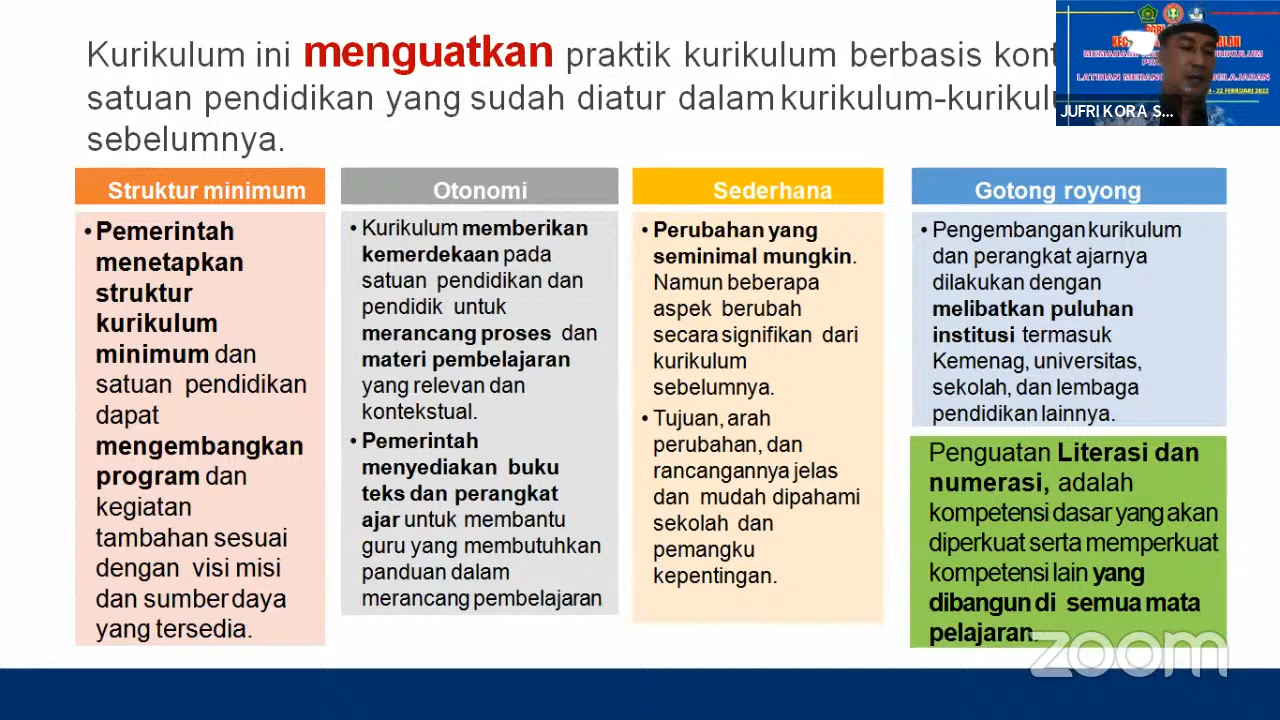 Kurikulum ini menguatkan praktik kurikulum berbasis
satuan pendidikan yang sudah diatur dalam
sebelumnya.
Struktur minimum
• Pemerintah
menetapkan
struktur
kurikulum
minimum dan
satuan pendidikan
dapat
mengembangkan
program dan
kegiatan
tambahan sesuai
dengan visi misi
dan sumber daya
yang tersedia.
Otonomi
• Kurikulum memberikan
kemerdekaan pada
satuan pendidikan dan
pendidik untuk
merancang proses dan
materi pembelajaran
yang relevan dan
kontekstual.
• Pemerintah
menyediakan buku
teks dan perangkat
ajar untuk membantu
guru yang membutuhkan
panduan dalam
merancang pembelajaran
Sederhana
• Perubahan yang
seminimal mungkin.
Namun beberapa
aspek berubah
secara signifikan dari
kurikulum
sebelumnya.
• Tujuan, arah
perubahan, dan
rancangannya jelas
dan mudah dipahami
sekolah dan
pemangku
kepentingan.
Gotong royong
• Pengembangan kurikulum
dan perangkat ajarnya
dilakukan dengan
melibatkan puluhan
institusi termasuk
Kemenag, universitas,
sekolah, dan lembaga
pendidikan lainnya.
Penguatan Literasi dan
numerasi, adalah
kompetensi dasar yang akan
diperkuat serta memperkuat
kompetensi lain yang
dibangun di semua mata
pelajaran.
JUFRI KORA S...
22 FEBRUARI 2022
zoom